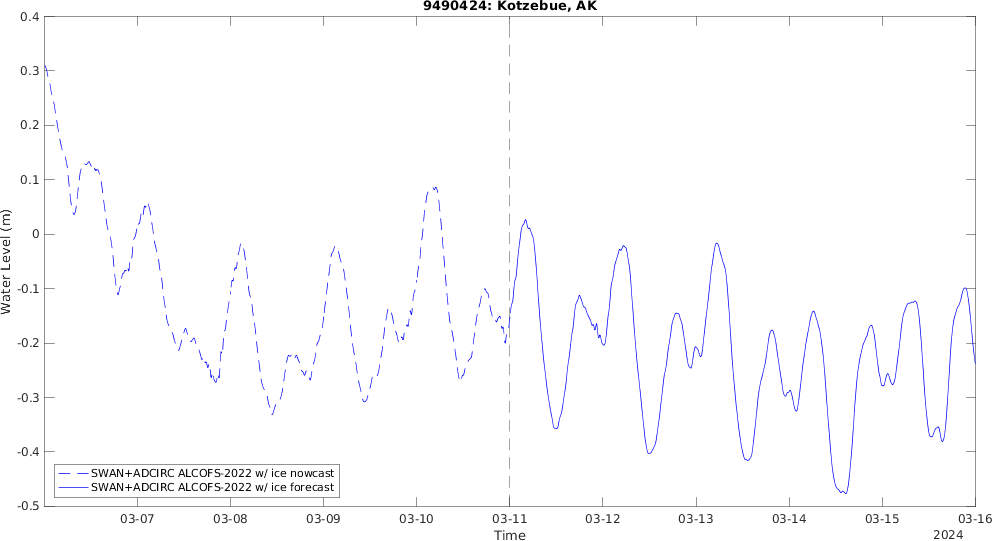 9490424: Kotzebue, AK
0.4
0.3
0.2
0.1
0
-0.1
-0.2
-0.3
-0.4
-0.5
Water Level (m)
SWAN+ADCIRC ALCOFS-2022 w/ ice nowcast
SWAN+ADCIRC ALCOFS-2022 w/ ice forecast
03-07 03-08 03-09 03-10 03-11 03-12 03-13 03-14 03-15 03-16
Time
2024